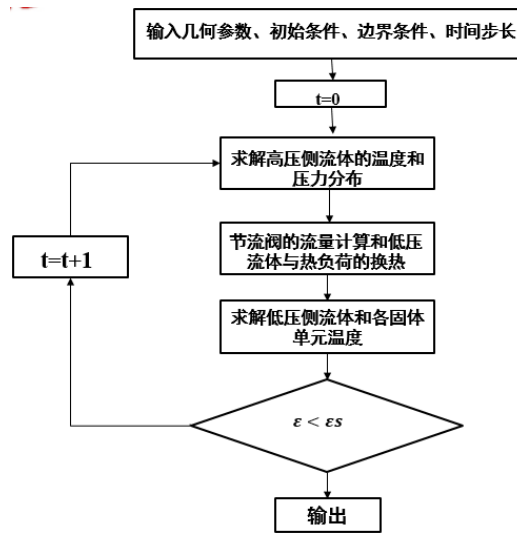 输入几何参数、初始条件、边界条件、时间步长
t=0
求解高压侧流体的温度和
压力分布
节流阀的流量计算和低压
流体与热负荷的换热
t=t+1
求解低压侧流体和各固体
单元温度
ε < εs
输出